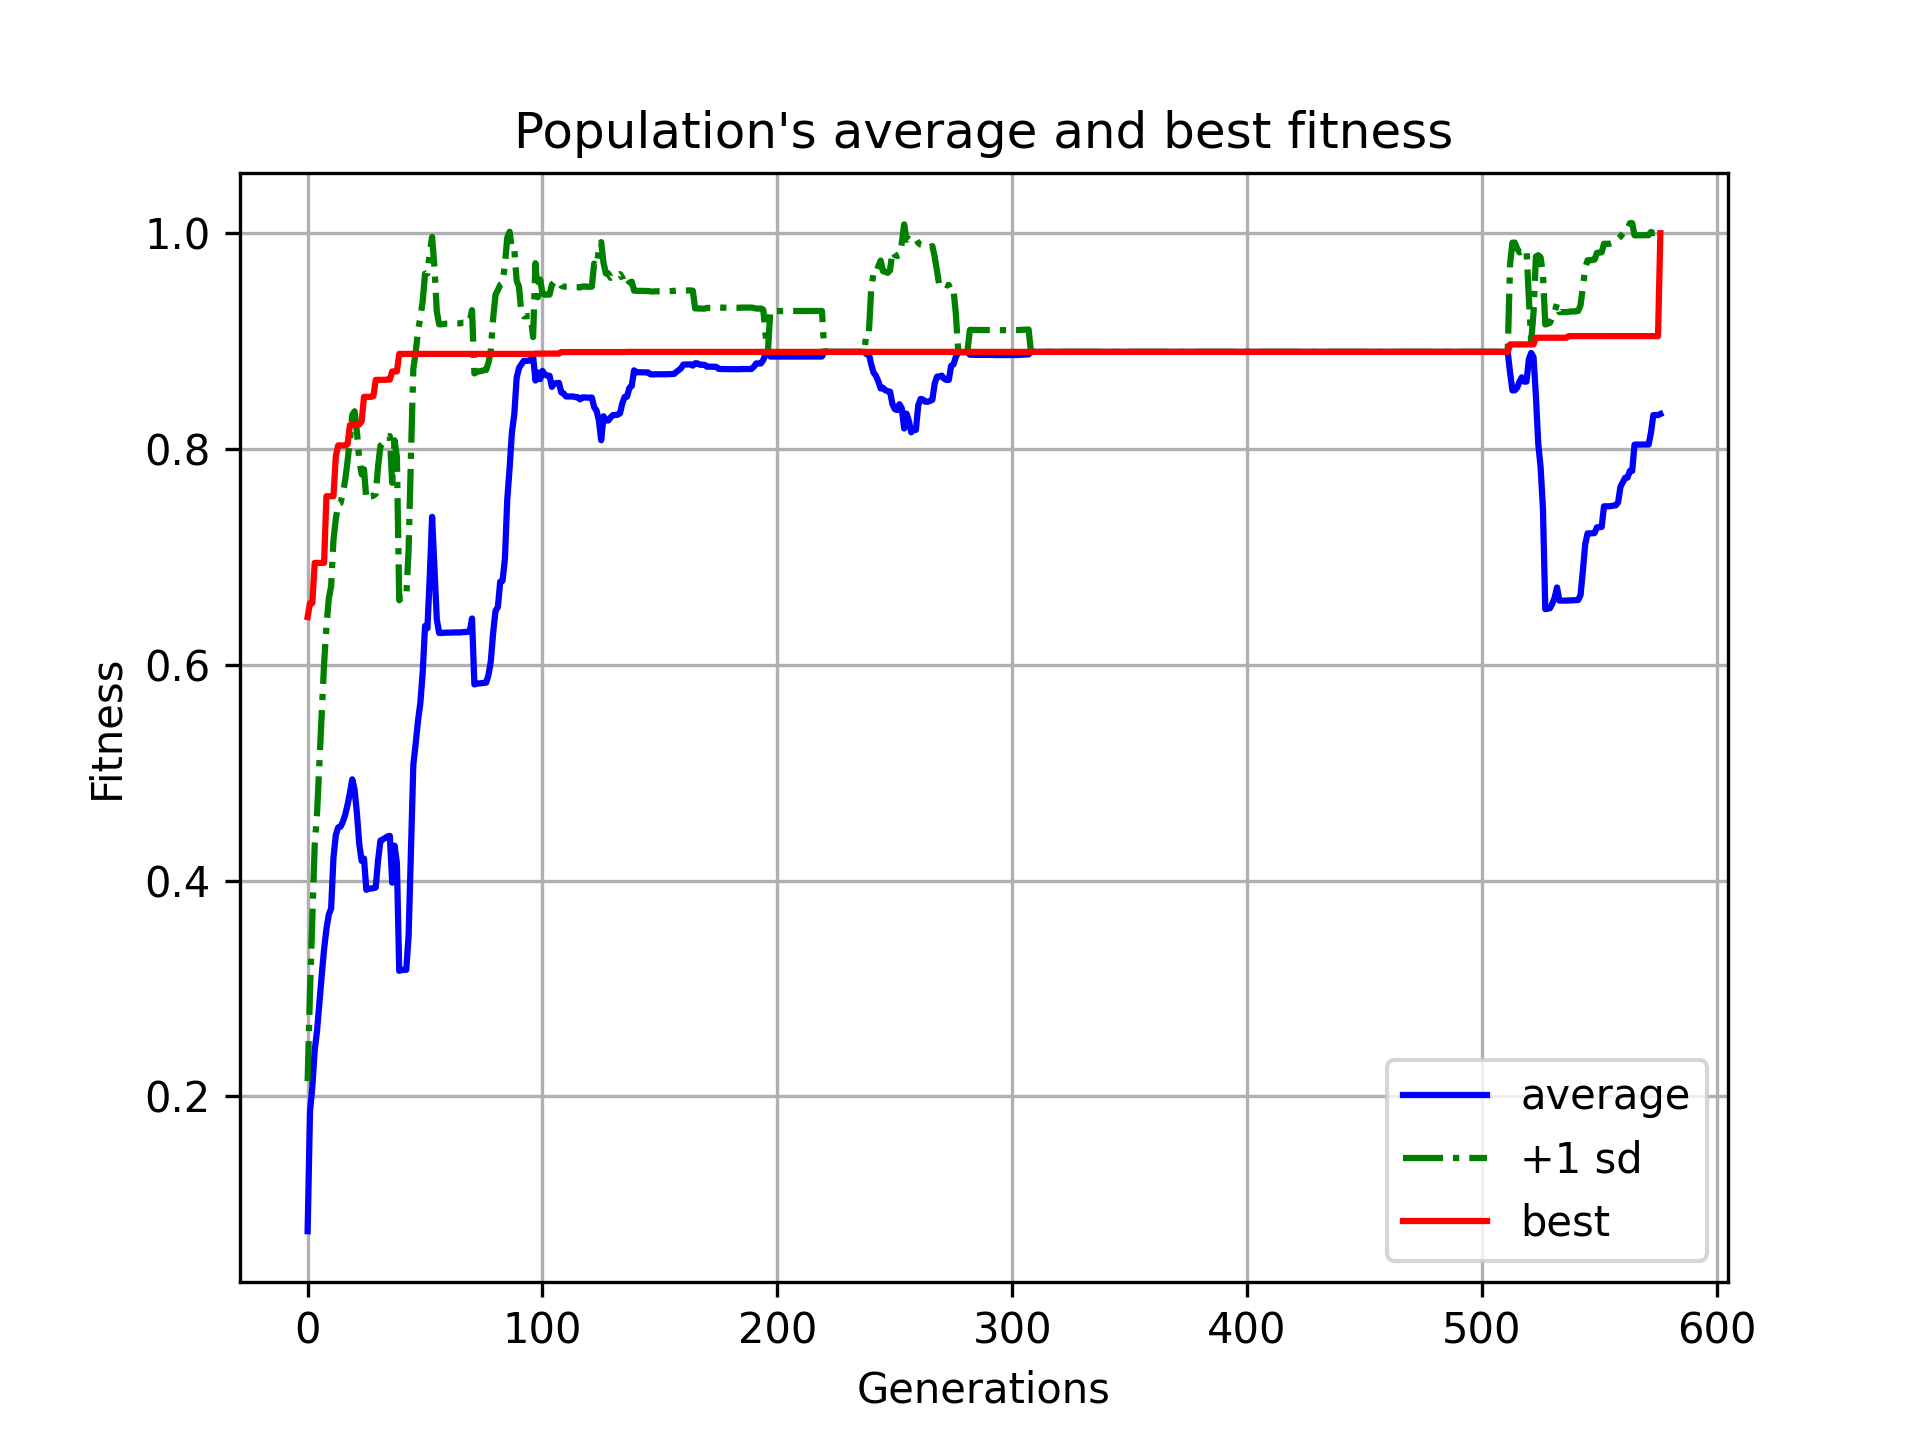 Population's average and best fitness
1.0
0.8
0.6
0.4
0.2
Fitness
0 100 200 300 400 500 600
Generations
average
+1 sd
best